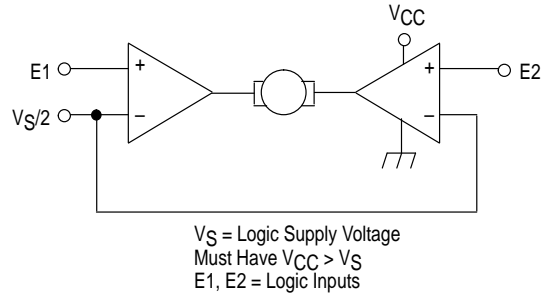 VCC
E1
+
+
E2
VS/2
−
−
VS = Logic Supply Voltage
Must Have VCC > VS
E1, E2 = Logic Inputs